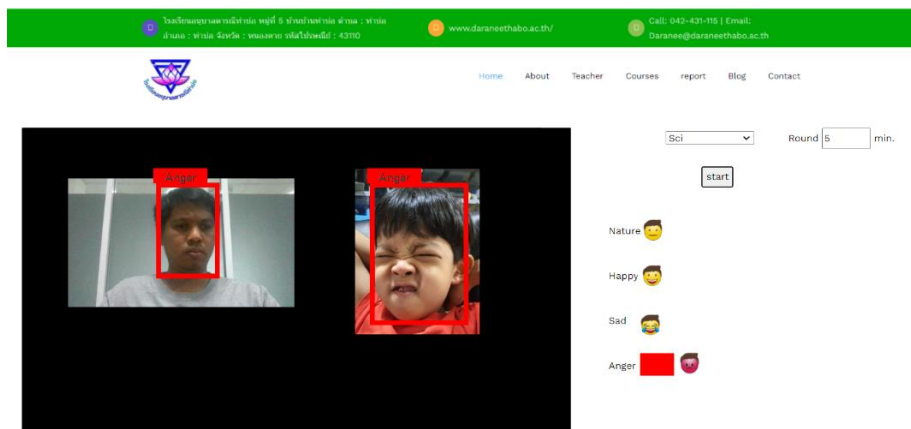 โรงเรียนอนุบาลดารณีท่าบ่อ หมู่ที่ 5 บ้านบ้านท่าบ่อ ตำบล : ท่าบ่อ
อำเภอ : ท่าบ่อ จังหวัด : หนองคาย รหัสไปรษณีย์ : 43110
www.daraneethabo.ac.th/
Call: 042-431-115 | Email:
Daranee@daraneethabo.ac.th
Home About Teacher Courses report Blog Contact
Sci Round 5 min.
start
Anger Anger
Nature
Happy
Sad
Anger